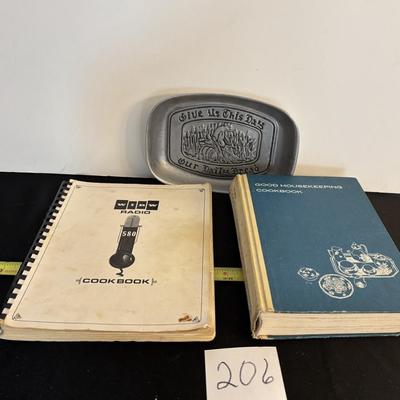 Give Us This Day
Our Daily Bread
WIBW
RADIO
580
COOKBOOK
GOOD HOUSEKEEPING
COOKBOOK
206